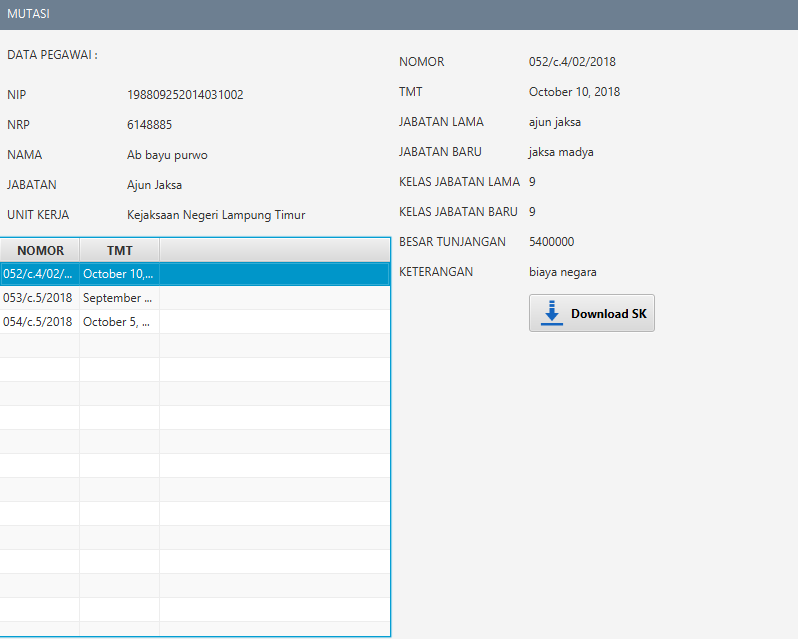 MUTASI
DATA PEGAWAI :
NIP 198809252014031002
NRP 6148885
NAMA Ab bayu purwo
JABATAN Ajun Jaksa
UNIT KERJA Kejaksaan Negeri Lampung Timur
NOMOR TMT
052/c.4/02/... October 10,...
053/c.5/2018 September ...
054/c.5/2018 October 5, ...
NOMOR 052/c.4/02/2018
TMT October 10, 2018
JABATAN LAMA ajun jaksa
JABATAN BARU jaksa madya
KELAS JABATAN LAMA 9
KELAS JABATAN BARU 9
BESAR TUNJANGAN 5400000
KETERANGAN biaya negara
Download SK